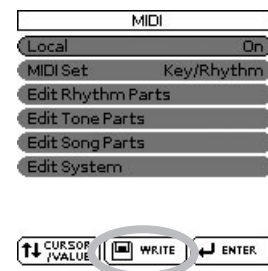 MIDI
Local On
MIDI Set Key/Rhythm
Edit Rhythm Parts
Edit Tone Parts
Edit Song Parts
Edit System
CURSOR /VALUE WRITE ENTER